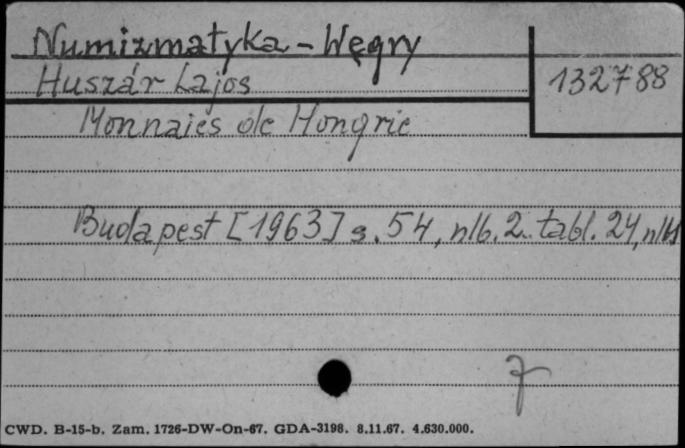 Numizmatyka - Węgry
Huszár Lajos
132788
Monnaies de Hongrie
Budapest [1963] s. 54, nlb. 2. tabl. 24, nlb
7
CWD. B-15-b. Zam. 1726-DW-On-67. GDA-3198. 8.11.67. 4.630.000.